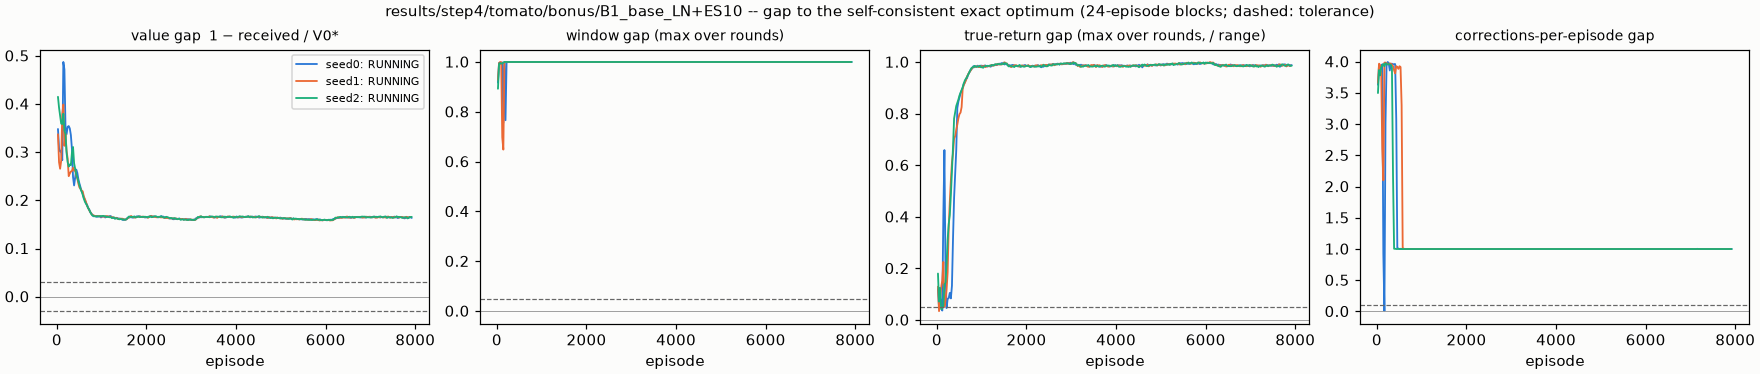 results/step4/tomato/bonus/B1_base_LN+ES10 -- gap to the self-consistent exact optimum (24-episode blocks; dashed: tolerance)
value gap  1 − received / V0*
0.5
0.4
0.3
0.2
0.1
0.0
seed0: RUNNING
seed1: RUNNING
seed2: RUNNING
0 2000 4000 6000 8000
episode
window gap (max over rounds)
1.0
0.8
0.6
0.4
0.2
0.0
0 2000 4000 6000 8000
episode
true-return gap (max over rounds, / range)
1.0
0.8
0.6
0.4
0.2
0.0
0 2000 4000 6000 8000
episode
corrections-per-episode gap
4.0
3.5
3.0
2.5
2.0
1.5
1.0
0.5
0.0
0 2000 4000 6000 8000
episode